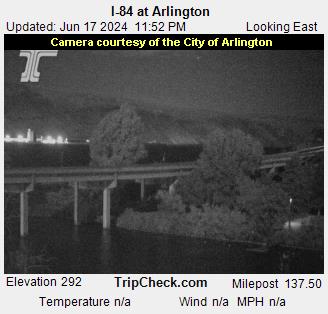 I-84 at Arlington
Updated: Jun 17 2024 11:52 PM Looking East
Camera courtesy of the City of Arlington
Elevation 292 TripCheck.com Milepost 137.50
Temperature n/a Wind n/a MPH n/a